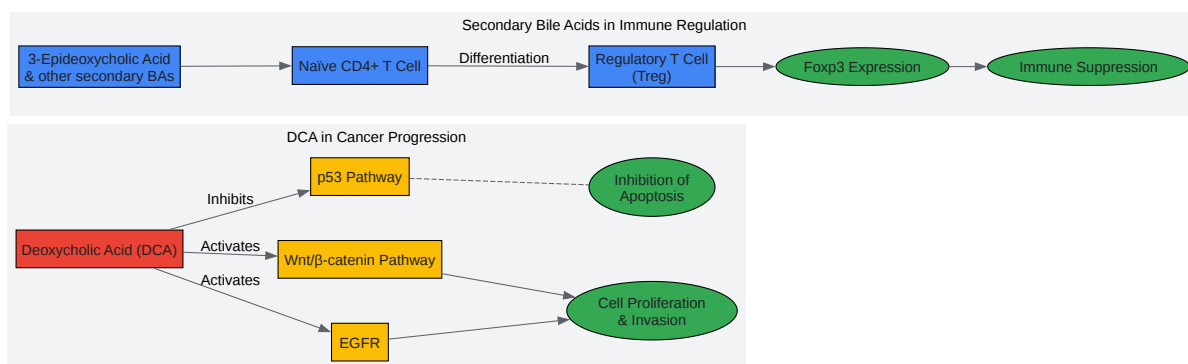 Secondary Bile Acids in Immune Regulation
3-Epideoxycholic Acid
& other secondary BAs
Naïve CD4+ T Cell
Differentiation
Regulatory T Cell
(Treg)
Foxp3 Expression
Immune Suppression
DCA in Cancer Progression
Deoxycholic Acid (DCA)
Inhibits
p53 Pathway
Inhibition of
Apoptosis
Activates
Wnt/β-catenin Pathway
Activates
EGFR
Cell Proliferation
& Invasion